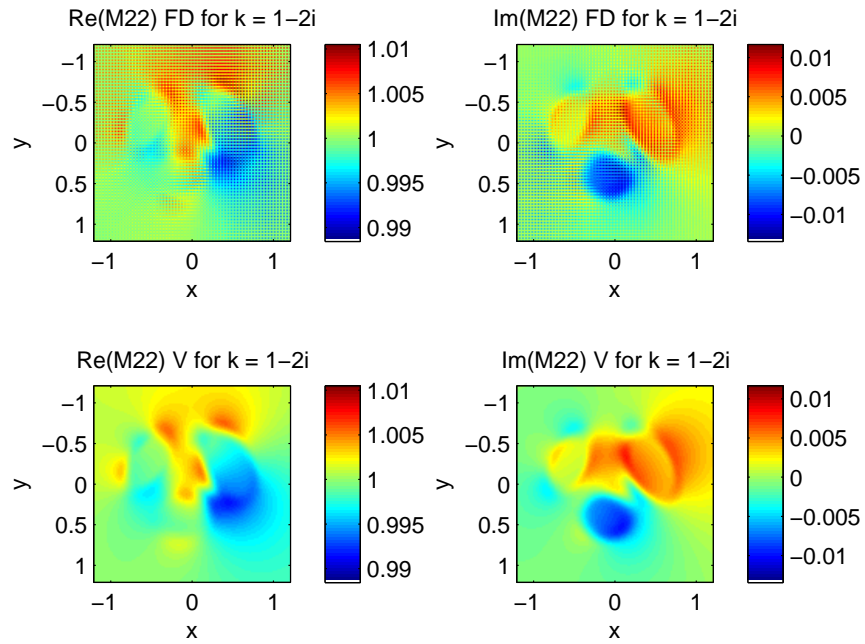 Re(M22) FD for k = 1−2i
−1
−0.5
0
0.5
1
y
−1 0 1
x
1.01
1.005
1
0.995
0.99
Im(M22) FD for k = 1−2i
−1
−0.5
0
0.5
1
y
−1 0 1
x
0.01
0.005
0
−0.005
−0.01
Re(M22) V for k = 1−2i
−1
−0.5
0
0.5
1
y
−1 0 1
x
1.01
1.005
1
0.995
0.99
Im(M22) V for k = 1−2i
−1
−0.5
0
0.5
1
y
−1 0 1
x
0.01
0.005
0
−0.005
−0.01